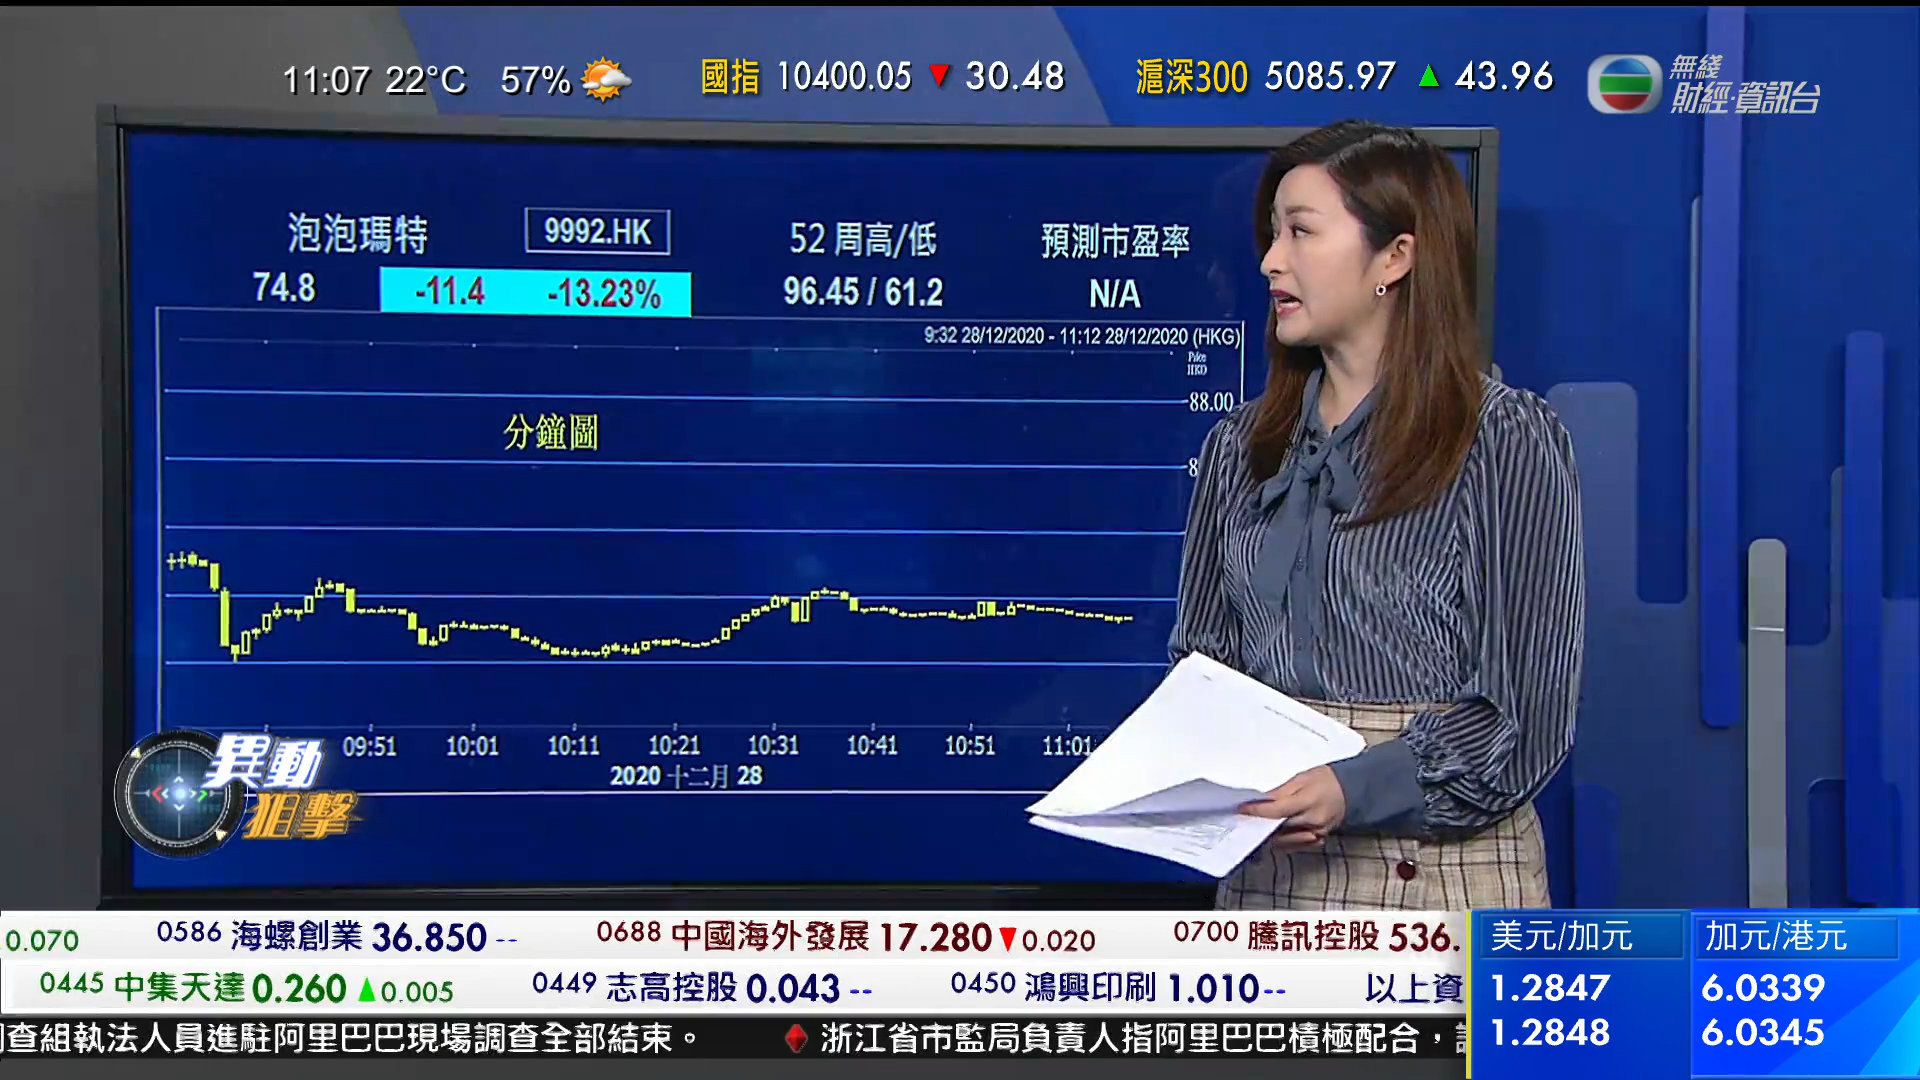 11:07 22°C 57% 國指 10400.05 ▼ 30.48 滬深300 5085.97 ▲ 43.96
無綫
財經·資訊台
泡泡瑪特 9992.HK 52周高/低 預測市盈率
74.8 -11.4 -13.23% 96.45 / 61.2 N/A
9:32 28/12/2020 - 11:12 28/12/2020 (HKG)
Price
HKD
88.00
分鐘圖
8
09:51 10:01 10:11 10:21 10:31 10:41 10:51 11:01
2020 十二月 28
異動
狙擊
0.070 0586 海螺創業 36.850 -- 0688 中國海外發展 17.280 ▼ 0.020 0700 騰訊控股 536.
0445 中集天達 0.260 ▲ 0.005 0449 志高控股 0.043 -- 0450 鴻興印刷 1.010 -- 以上資
查組執法人員進駐阿里巴巴現場調查全部結束。 ◆ 浙江省市監局負責人指阿里巴巴積極配合，
美元/加元 加元/港元
1.2847 6.0339
1.2848 6.0345